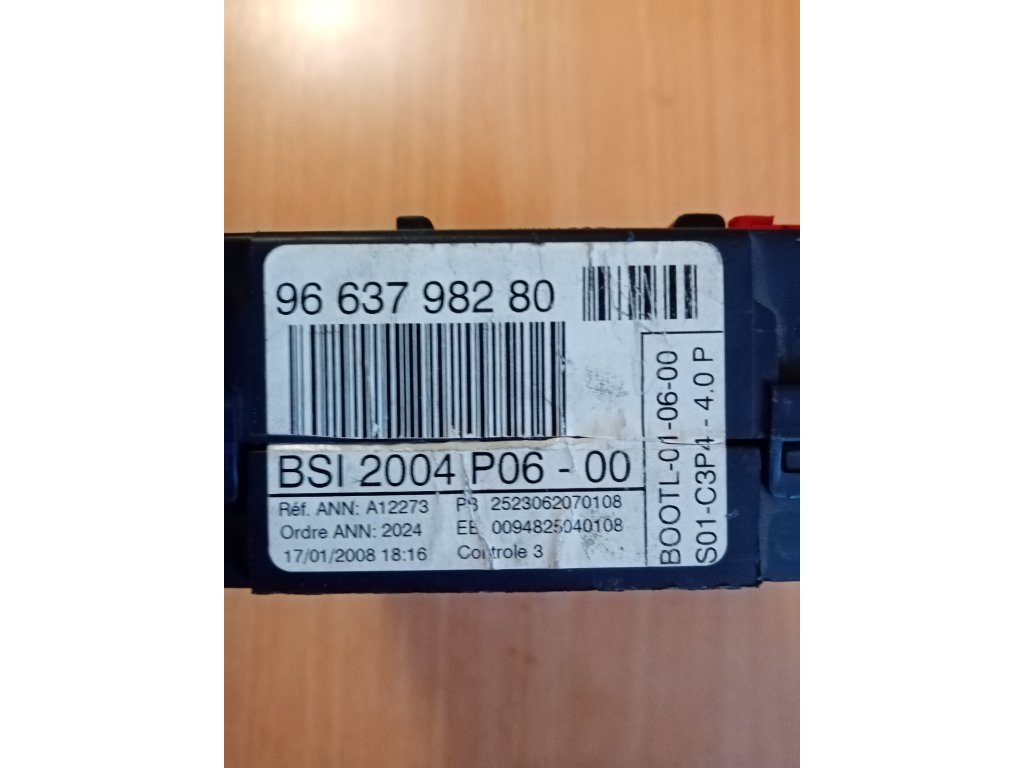 96 637 982 80
BSI 2004 P06 - 00
Réf. ANN: A12273
Ordre ANN: 2024
17/01/2008 18:16
2523062070108
0094825040108
Controle 3
BOOTL-01-06-00
S01-C3P4 - 4.0 P